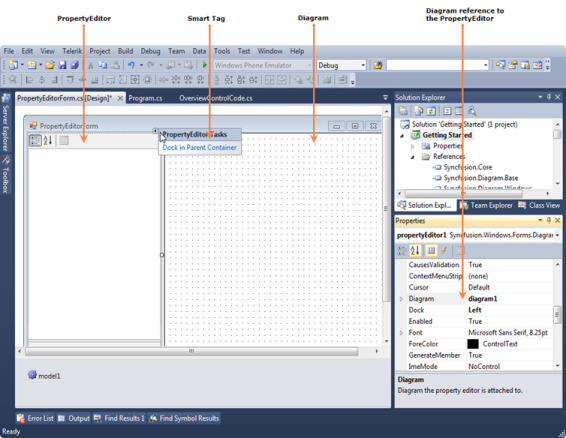 PropertyEditor
Smart Tag
Diagram
Diagram reference to
the PropertyEditor
File Edit View Telerik Project Build Debug Team Data Tools Test Window Help
Windows Phone Emulator
Debug
PropertyEditorForm.cs [Design]*
Program.cs
OverviewControlCode.cs
Server Explorer
Toolbox
PropertyEditorForm
PropertyEditor Tasks
Dock in Parent Container
model1
Solution Explorer
Solution 'Getting Started' (1 project)
Getting Started
Properties
References
Syncfusion.Core
Syncfusion.Diagram.Base
Syncfusion.Diagram.Windows
Solution Expl...
Team Explorer
Class View
Properties
propertyEditor1 Syncfusion.Windows.Forms.Diagra
CausesValidation True
ContextMenuStrip (none)
Cursor Default
Diagram diagram1
Dock Left
Enabled True
Font Microsoft Sans Serif, 8.25pt
ForeColor ControlText
GenerateMember True
ImeMode NoControl
Diagram
Diagram the property editor is attached to.
Error List
Output
Find Results 1
Find Symbol Results
Ready